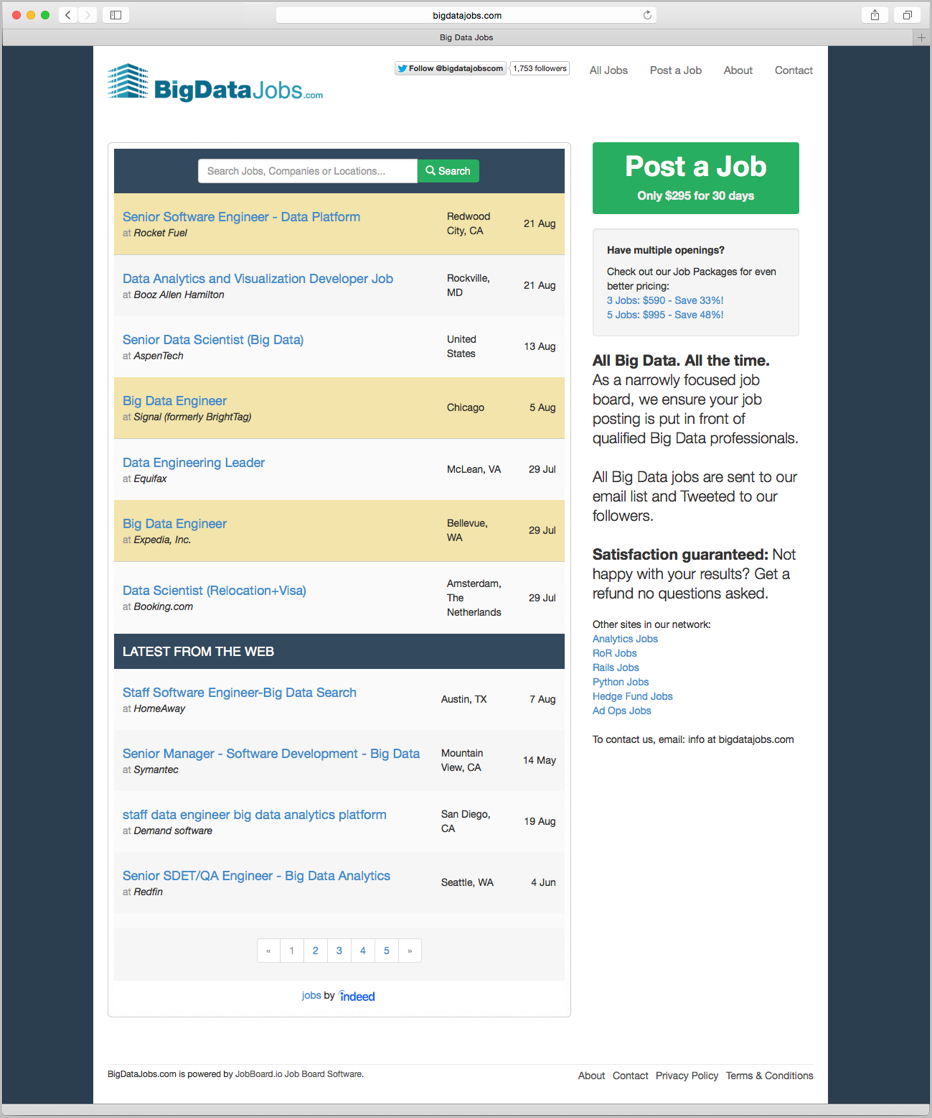 bigdatajobs.com
Big Data Jobs
BigDataJobs.com
Follow @bigdatajobscom
1,753 followers
All Jobs
Post a Job
About
Contact
Search Jobs, Companies or Locations...
Search
Senior Software Engineer - Data Platform
at Rocket Fuel
Redwood
City, CA
21 Aug
Data Analytics and Visualization Developer Job
at Booz Allen Hamilton
Rockville,
MD
21 Aug
Senior Data Scientist (Big Data)
at AspenTech
United
States
13 Aug
Big Data Engineer
at Signal (formerly BrightTag)
Chicago
5 Aug
Data Engineering Leader
at Equifax
McLean, VA
29 Jul
Big Data Engineer
at Expedia, Inc.
Bellevue,
WA
29 Jul
Data Scientist (Relocation+Visa)
at Booking.com
Amsterdam,
The
Netherlands
29 Jul
LATEST FROM THE WEB
Staff Software Engineer-Big Data Search
at HomeAway
Austin, TX
7 Aug
Senior Manager - Software Development - Big Data
at Symantec
Mountain
View, CA
14 May
staff data engineer big data analytics platform
at Demand software
San Diego,
CA
19 Aug
Senior SDET/QA Engineer - Big Data Analytics
at Redfin
Seattle, WA
4 Jun
« 1 2 3 4 5 »
jobs by indeed
Post a Job
Only $295 for 30 days
Have multiple openings?
Check out our Job Packages for even
better pricing:
3 Jobs: $590 - Save 33%!
5 Jobs: $995 - Save 48%!
All Big Data. All the time.
As a narrowly focused job
board, we ensure your job
posting is put in front of
qualified Big Data professionals.
All Big Data jobs are sent to our
email list and Tweeted to our
followers.
Satisfaction guaranteed: Not
happy with your results? Get a
refund no questions asked.
Other sites in our network:
Analytics Jobs
RoR Jobs
Rails Jobs
Python Jobs
Hedge Fund Jobs
Ad Ops Jobs
To contact us, email: info at bigdatajobs.com
BigDataJobs.com is powered by JobBoard.io Job Board Software.
About Contact Privacy Policy Terms & Conditions